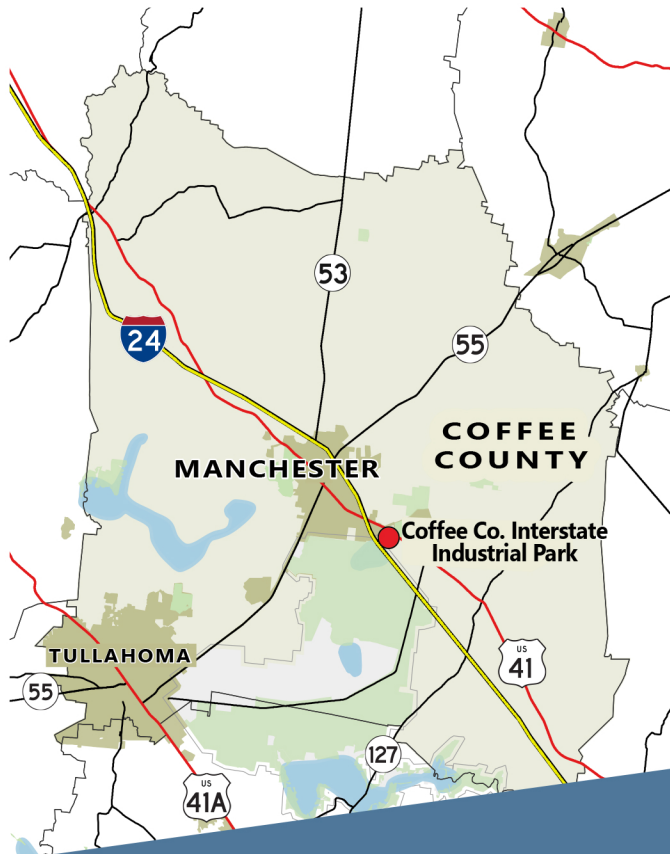 53
24
55
COFFEE
COUNTY
MANCHESTER
Coffee Co. Interstate
Industrial Park
TULLAHOMA
US
41
55
127
US
41A